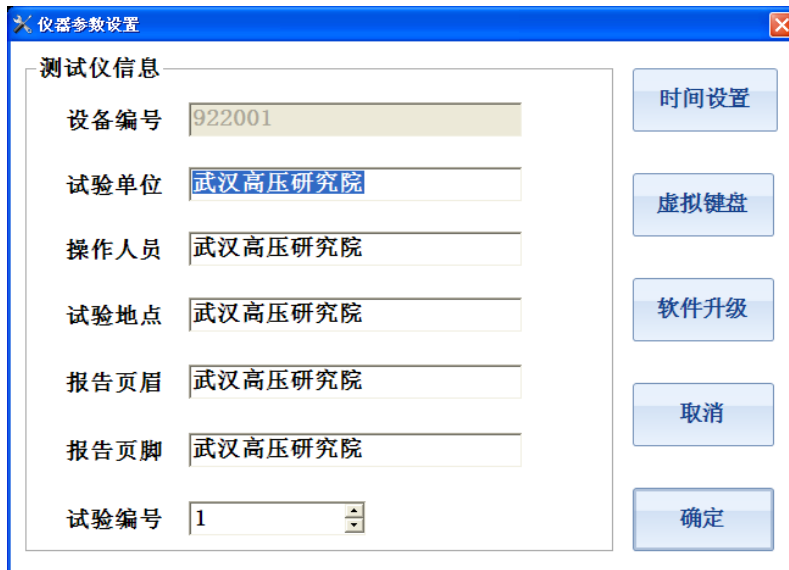 仪器参数设置
测试仪信息
设备编号 922001
试验单位 武汉高压研究院
操作人员 武汉高压研究院
试验地点 武汉高压研究院
报告页眉 武汉高压研究院
报告页脚 武汉高压研究院
试验编号 1
时间设置
虚拟键盘
软件升级
取消
确定